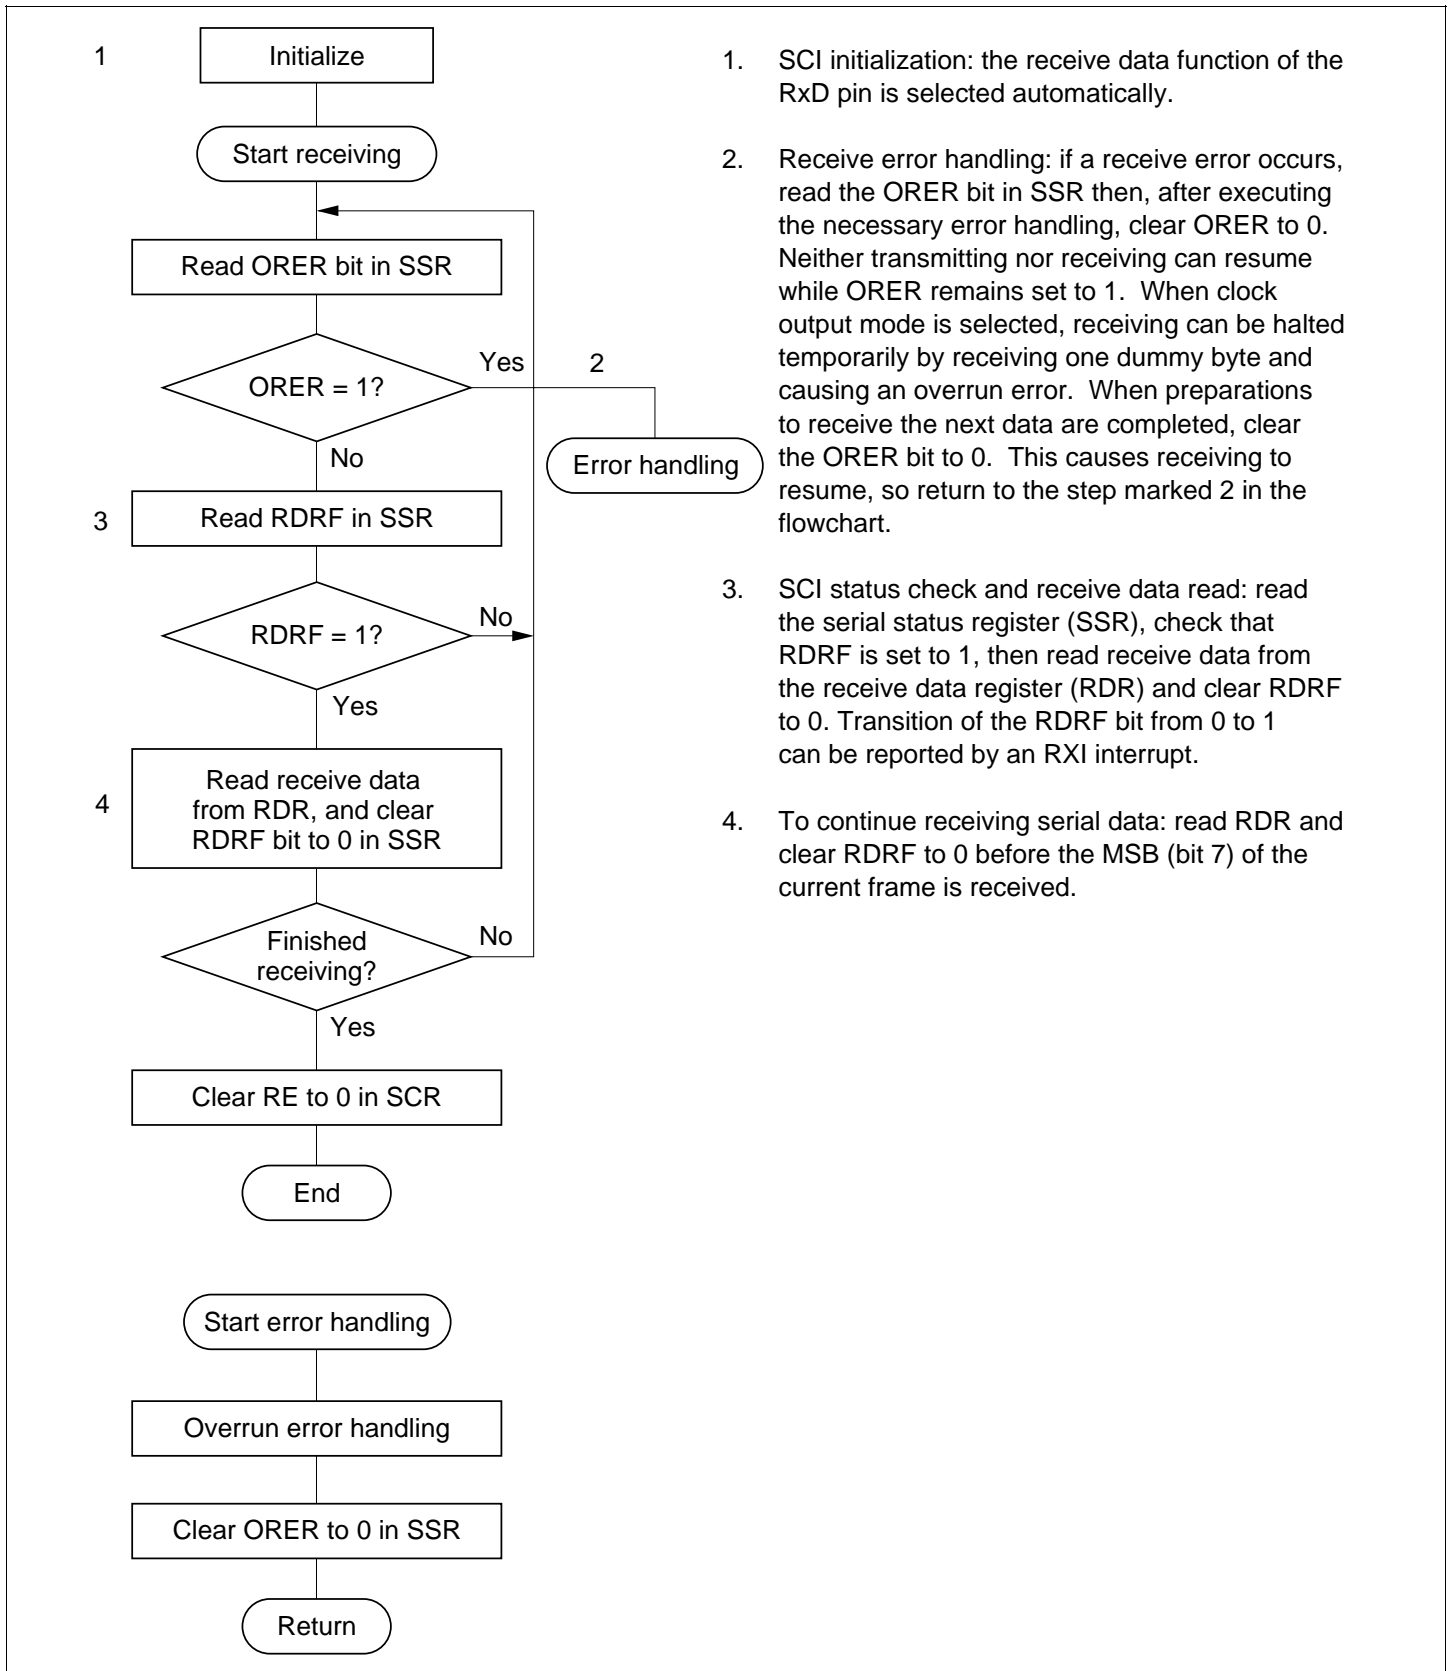 1
Initialize
Start receiving
Read ORER bit in SSR
ORER = 1?
Yes
2
Error handling
No
3
Read RDRF in SSR
RDRF = 1?
No
Yes
4
Read receive data
from RDR, and clear
RDRF bit to 0 in SSR
Finished
receiving?
No
Yes
Clear RE to 0 in SCR
End
Start error handling
Overrun error handling
Clear ORER to 0 in SSR
Return
1. SCI initialization: the receive data function of the
RxD pin is selected automatically.
2. Receive error handling: if a receive error occurs,
read the ORER bit in SSR then, after executing
the necessary error handling, clear ORER to 0.
Neither transmitting nor receiving can resume
while ORER remains set to 1. When clock
output mode is selected, receiving can be halted
temporarily by receiving one dummy byte and
causing an overrun error. When preparations
to receive the next data are completed, clear
the ORER bit to 0. This causes receiving to
resume, so return to the step marked 2 in the
flowchart.
3. SCI status check and receive data read: read
the serial status register (SSR), check that
RDRF is set to 1, then read receive data from
the receive data register (RDR) and clear RDRF
to 0. Transition of the RDRF bit from 0 to 1
can be reported by an RXI interrupt.
4. To continue receiving serial data: read RDR and
clear RDRF to 0 before the MSB (bit 7) of the
current frame is received.